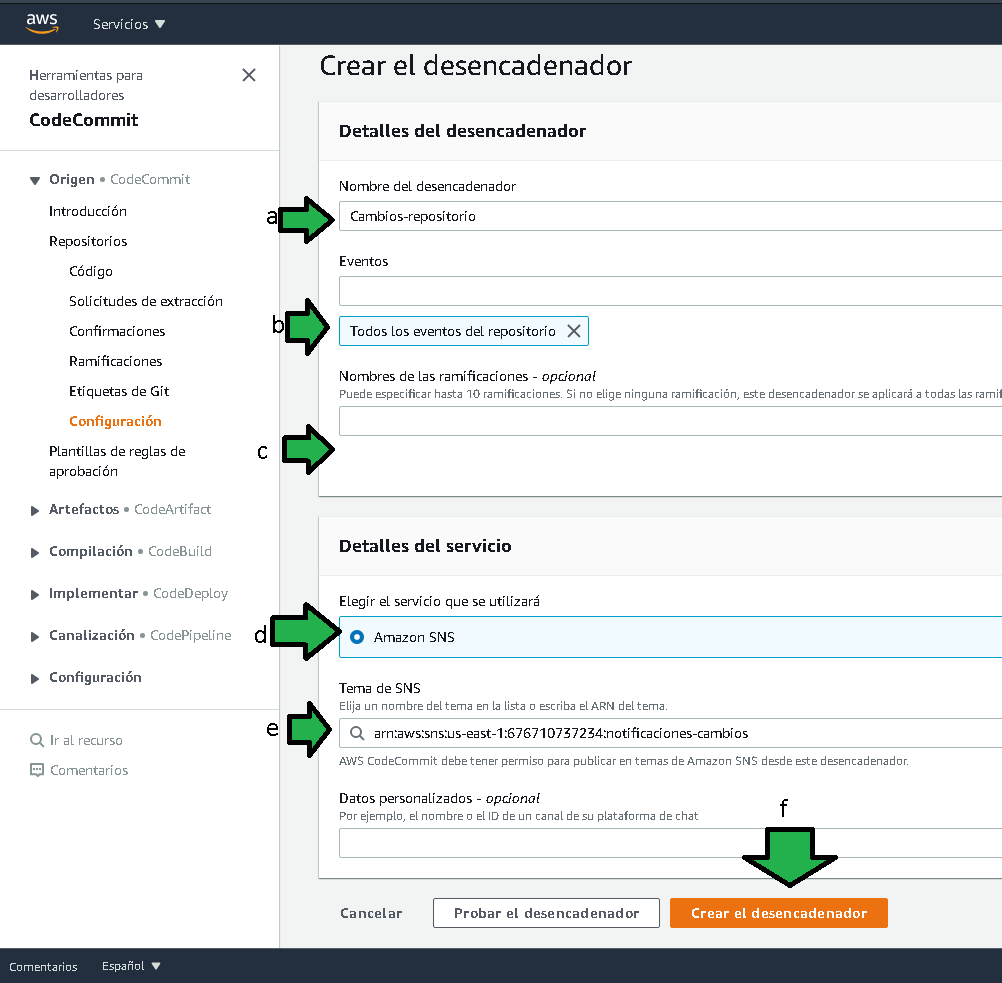 aws
Servicios
Herramientas para
desarrolladores
CodeCommit
Origen • CodeCommit
Introducción
Repositorios
Código
Solicitudes de extracción
Confirmaciones
Ramificaciones
Etiquetas de Git
Configuración
Plantillas de reglas de
aprobación
Artefactos • CodeArtifact
Compilación • CodeBuild
Implementar • CodeDeploy
Canalización • CodePipeline
Configuración
Ir al recurso
Comentarios
Crear el desencadenador
Detalles del desencadenador
Nombre del desencadenador
a
Cambios-repositorio
Eventos
b
Todos los eventos del repositorio
Nombres de las ramificaciones - opcional
Puede especificar hasta 10 ramificaciones. Si no elige ninguna ramificación, este desencadenador se aplicará a todas las ramif
c
Detalles del servicio
Elegir el servicio que se utilizará
d
Amazon SNS
Tema de SNS
Elija un nombre del tema en la lista o escriba el ARN del tema.
e
arn:aws:sns:us-east-1:676710737234:notificaciones-cambios
AWS CodeCommit debe tener permiso para publicar en temas de Amazon SNS desde este desencadenador.
Datos personalizados - opcional
Por ejemplo, el nombre o el ID de un canal de su plataforma de chat
f
Cancelar
Probar el desencadenador
Crear el desencadenador
Comentarios
Español